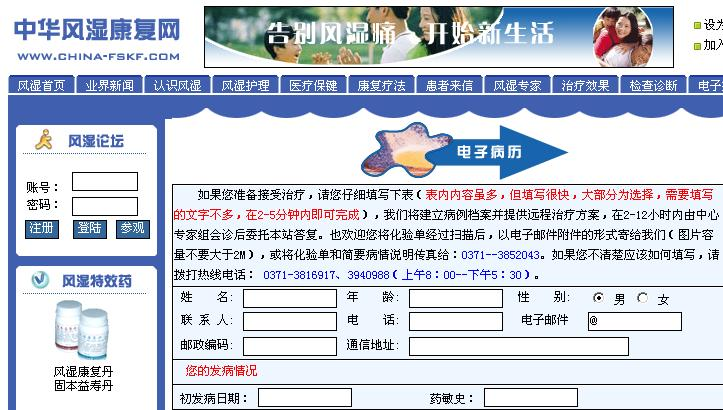 中华风湿康复网
WWW.CHINA-FSKF.COM
告别风湿痛 开始新生活
设为
加入
风湿首页 业界新闻 认识风湿 风湿护理 医疗保健 康复疗法 患者来信 风湿专家 治疗效果 检查诊断 电子
风湿论坛
账号：
密码：
注册 登陆 参观
风湿特效药
风湿康复丹
固本益寿丹
电子病历
如果您准备接受治疗，请您仔细填写下表（表内内容虽多，但填写很快，大部分为选择，需要填写
的文字不多，在2-5分钟内即可完成），我们将建立病例档案并提供远程治疗方案，在2-12小时内由中心
专家组会诊后委托本站答复。也欢迎您将化验单经过扫描后，以电子邮件附件的形式寄给我们（图片容
量不要大于2M），或将化验单和简要病情说明传真给：0371--3852043。如果您不清楚应该如何填写，请
拨打热线电话： 0371-3816917、3940988（上午8：00--下午5：30）。
姓 名： 年 龄： 性 别： 男 女
联 系 人： 电 话： 电子邮件 @
邮政编码： 通信地址：
您的发病情况
初发病日期： 药敏史：